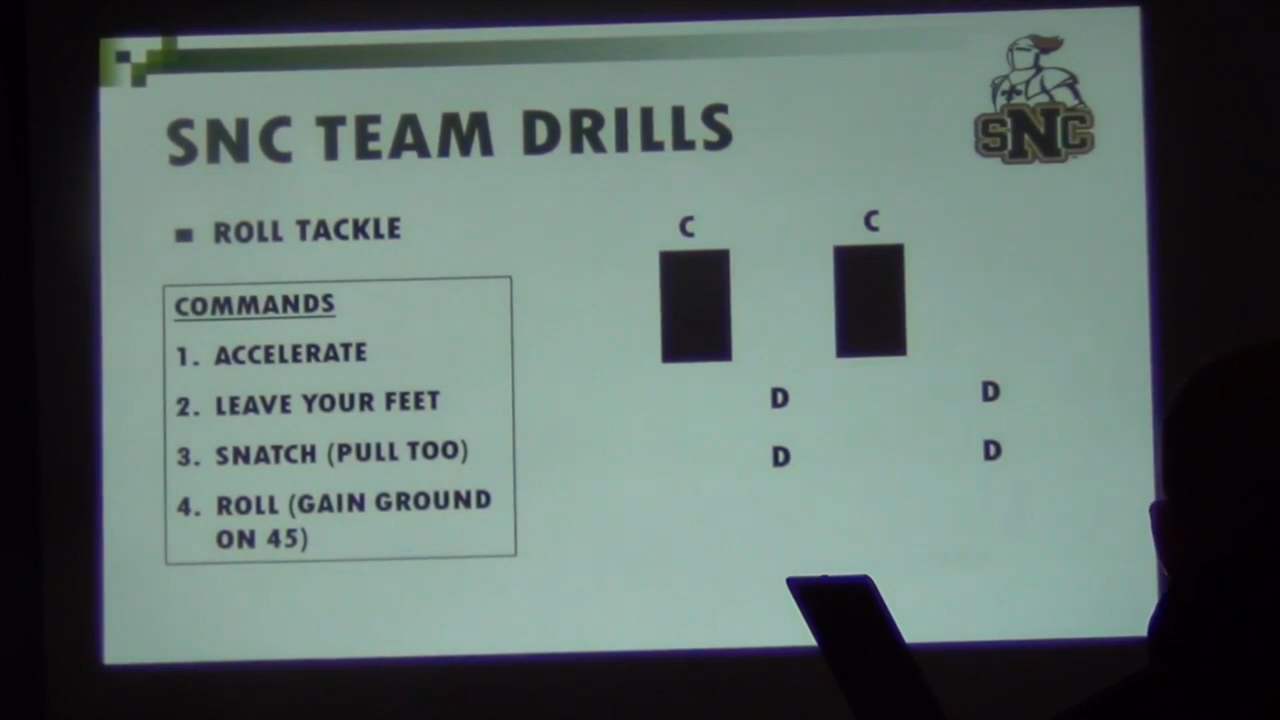 SNC
SNC TEAM DRILLS
ROLL TACKLE
COMMANDS
1. ACCELERATE
2. LEAVE YOUR FEET
3. SNATCH (PULL TOO)
4. ROLL (GAIN GROUND
ON 45)
C C
D D
D D